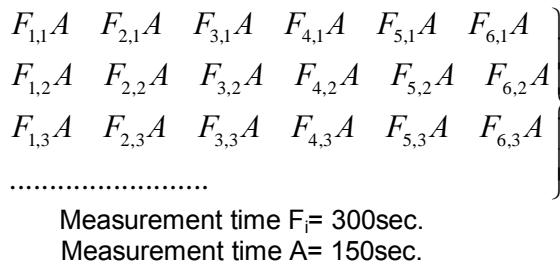 F1,1A F2,1A F3,1A F4,1A F5,1A F6,1A
F1,2A F2,2A F3,2A F4,2A F5,2A F6,2A
F1,3A F2,3A F3,3A F4,3A F5,3A F6,3A
.........................
Measurement time Fi= 300sec.
Measurement time A= 150sec.